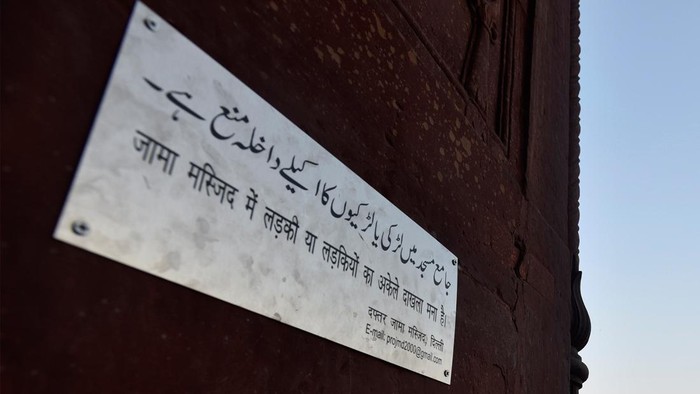 جامع مسجد میں لڑکی یا لڑکیوں کا اکیلے داخلہ منع ہے۔
जामा मस्जिद में लड़की या लड़कियों का अकेले दाखला मना है।
दफ्तर जामा मस्जिद, दिल्ली
E-mail: projmd2000@gmail.com